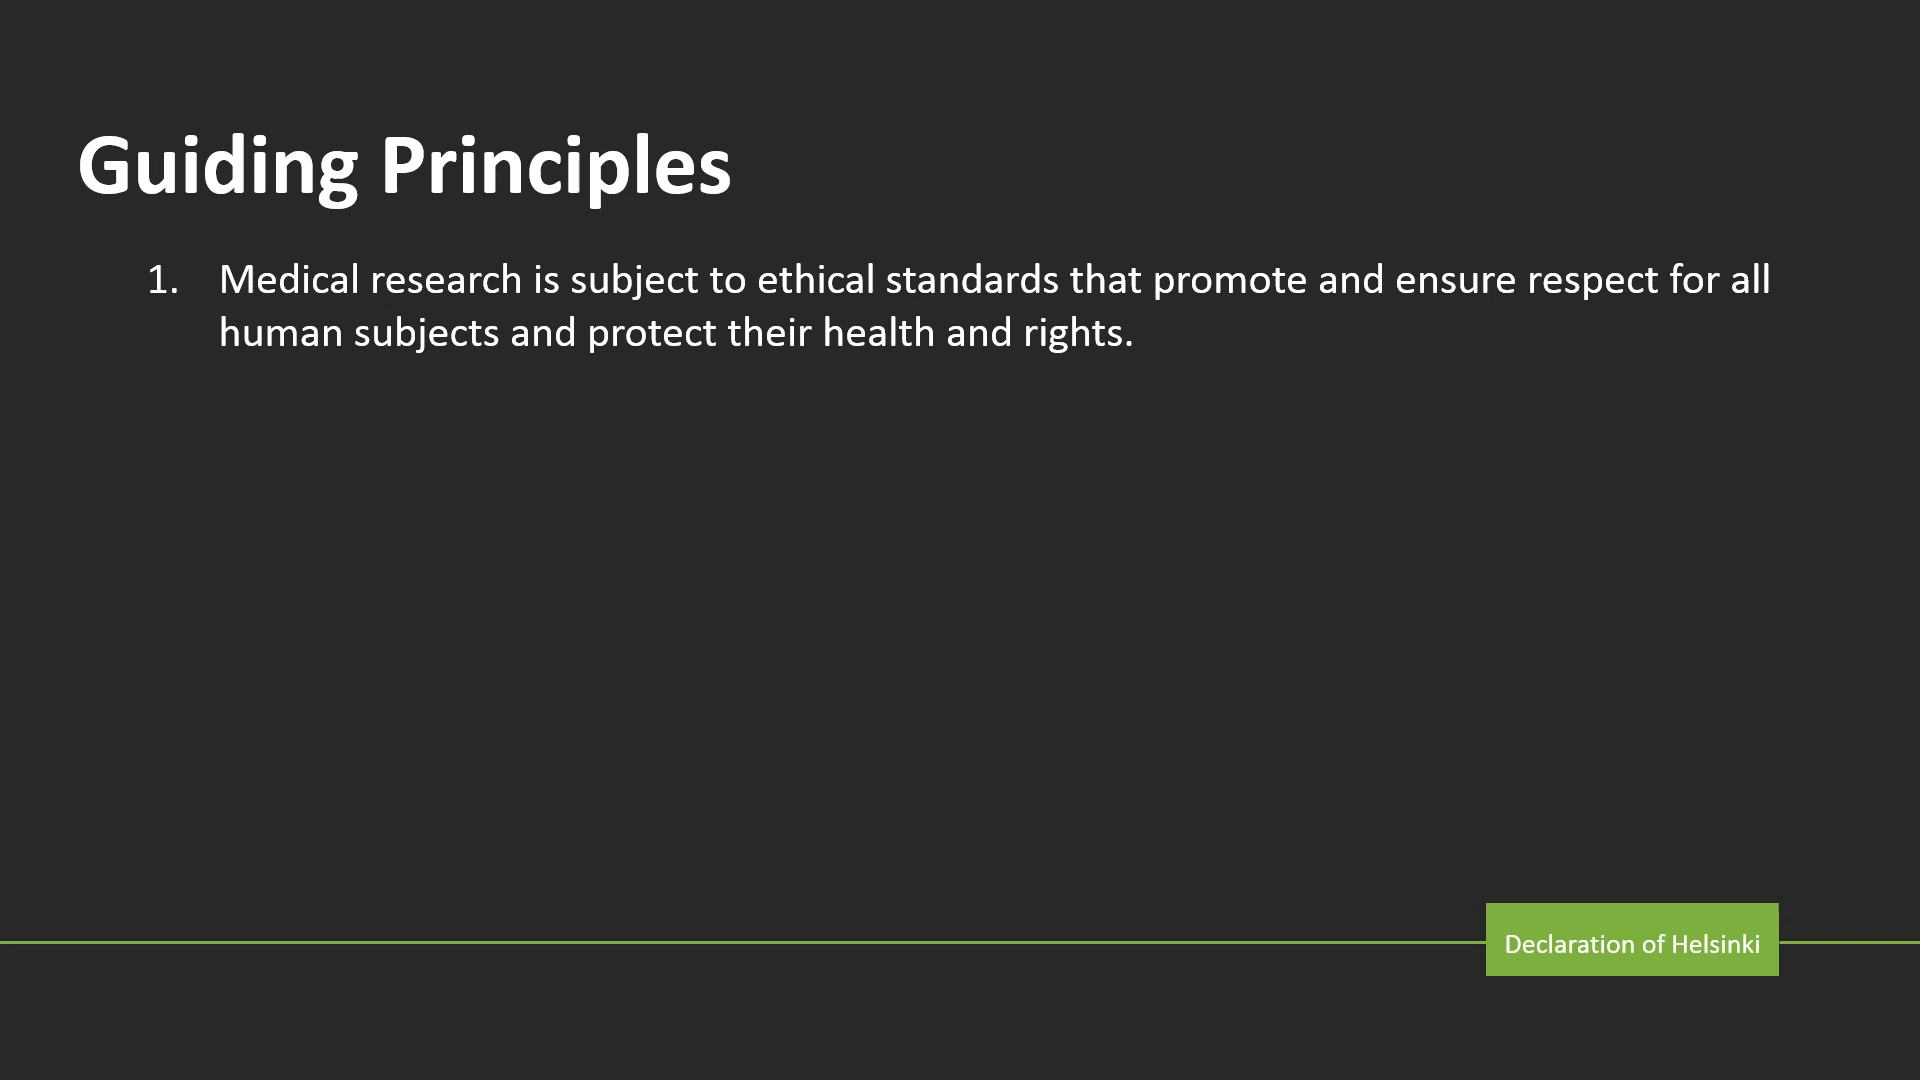 Guiding Principles
1. Medical research is subject to ethical standards that promote and ensure respect for all
human subjects and protect their health and rights.
Declaration of Helsinki